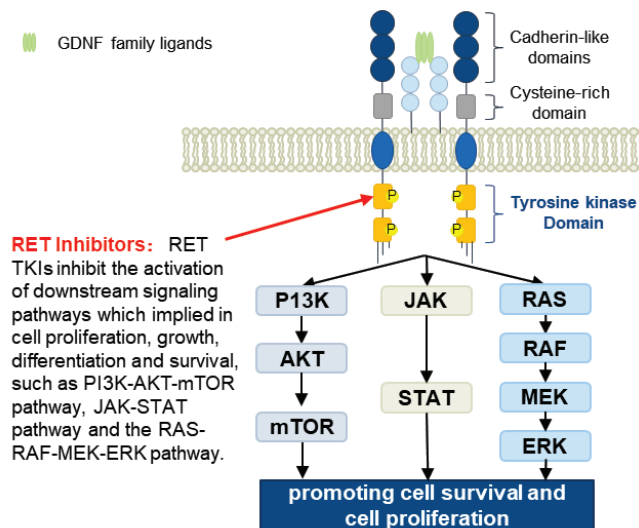 GDNF family ligands
Cadherin-like
domains
Cysteine-rich
domain
P
P
P
P
Tyrosine kinase
Domain
RET Inhibitors: RET
TKIs inhibit the activation
of downstream signaling
pathways which implied in
cell proliferation, growth,
differentiation and survival,
such as PI3K-AKT-mTOR
pathway, JAK-STAT
pathway and the RAS-
RAF-MEK-ERK pathway.
P13K
JAK
RAS
RAF
AKT
STAT
MEK
mTOR
ERK
promoting cell survival and
cell proliferation